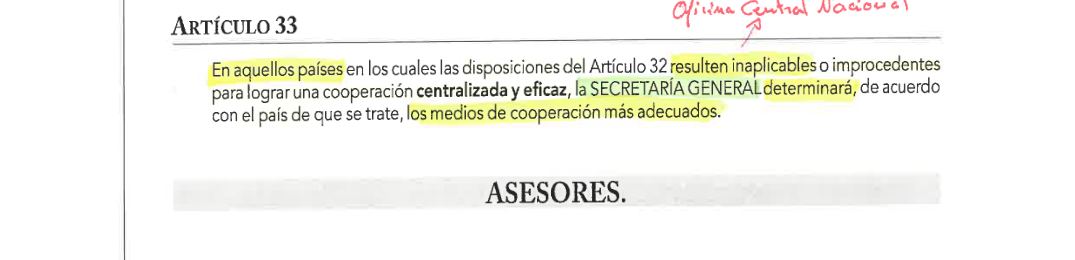 Oficina Central Nacional
ARTÍCULO 33
En aquellos países en los cuales las disposiciones del Artículo 32 resulten inaplicables o improcedentes
para lograr una cooperación centralizada y eficaz, la SECRETARÍA GENERAL determinará, de acuerdo
con el país de que se trate, los medios de cooperación más adecuados.
ASESORES.